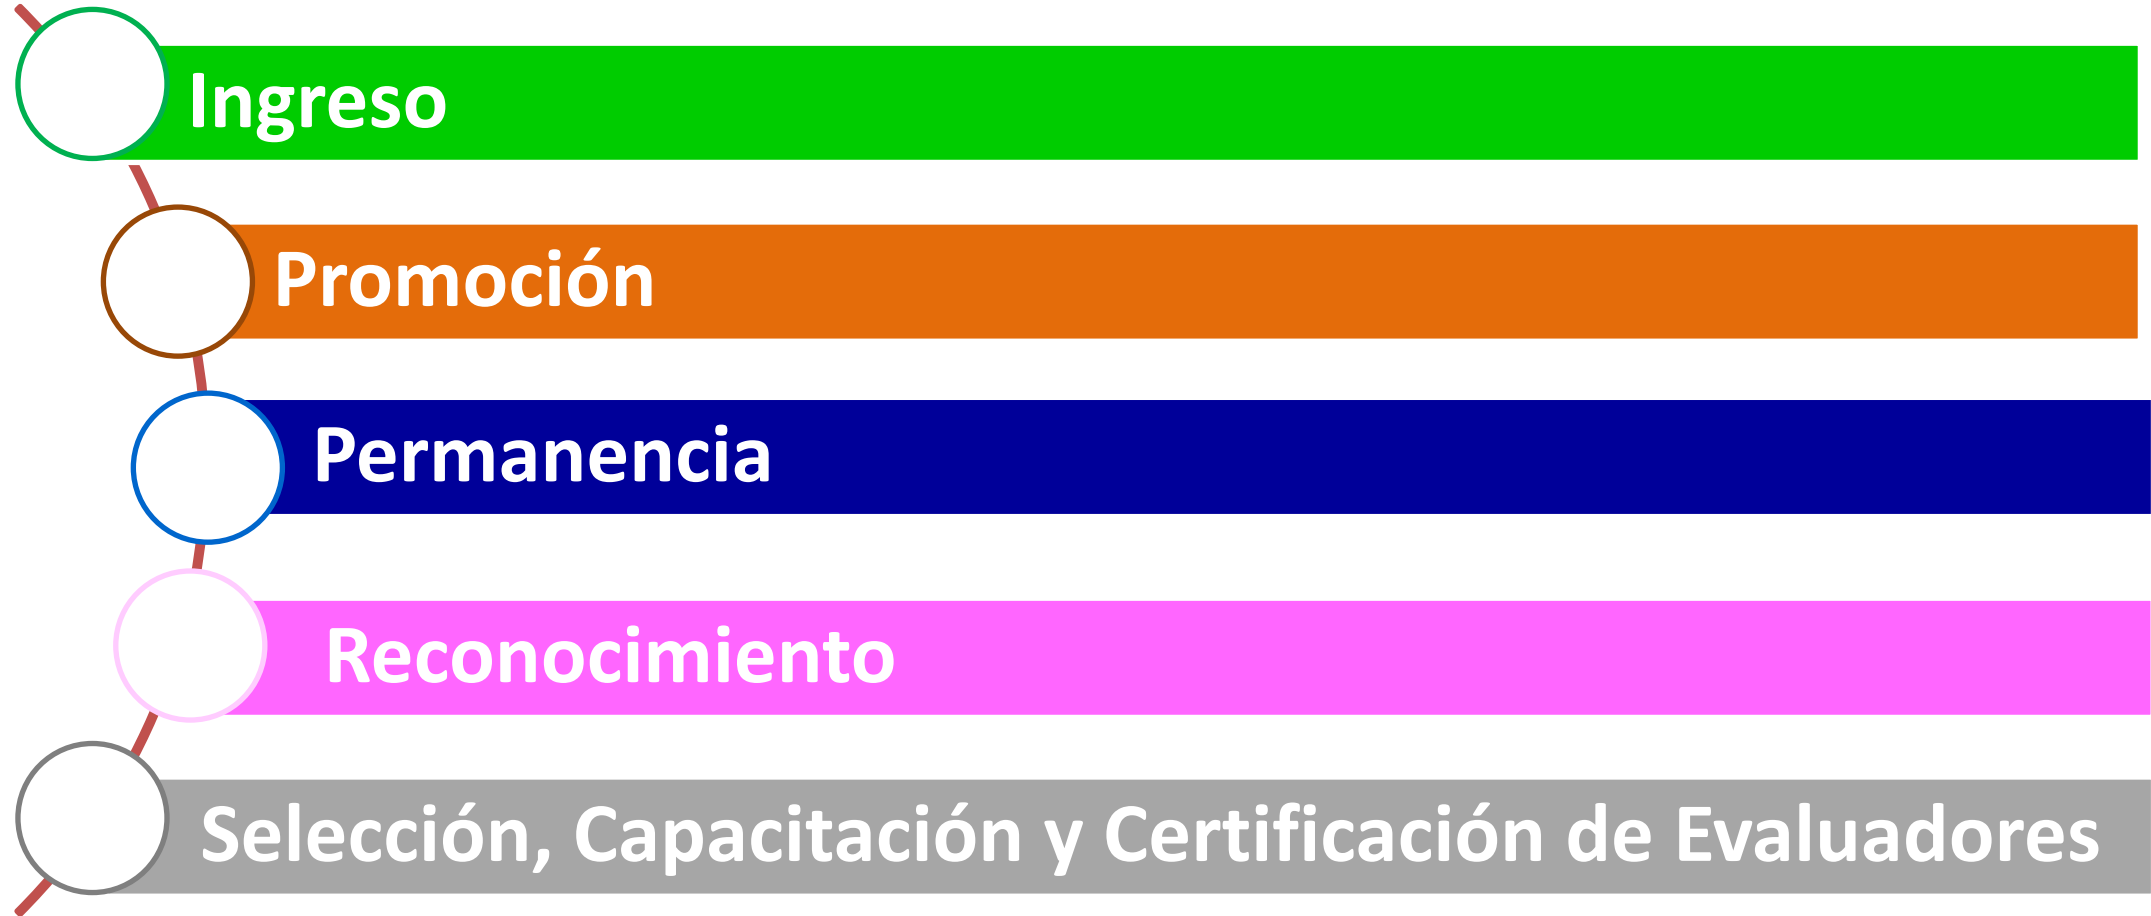 Ingreso
Promoción
Permanencia
Reconocimiento
Selección, Capacitación y Certificación de Evaluadores